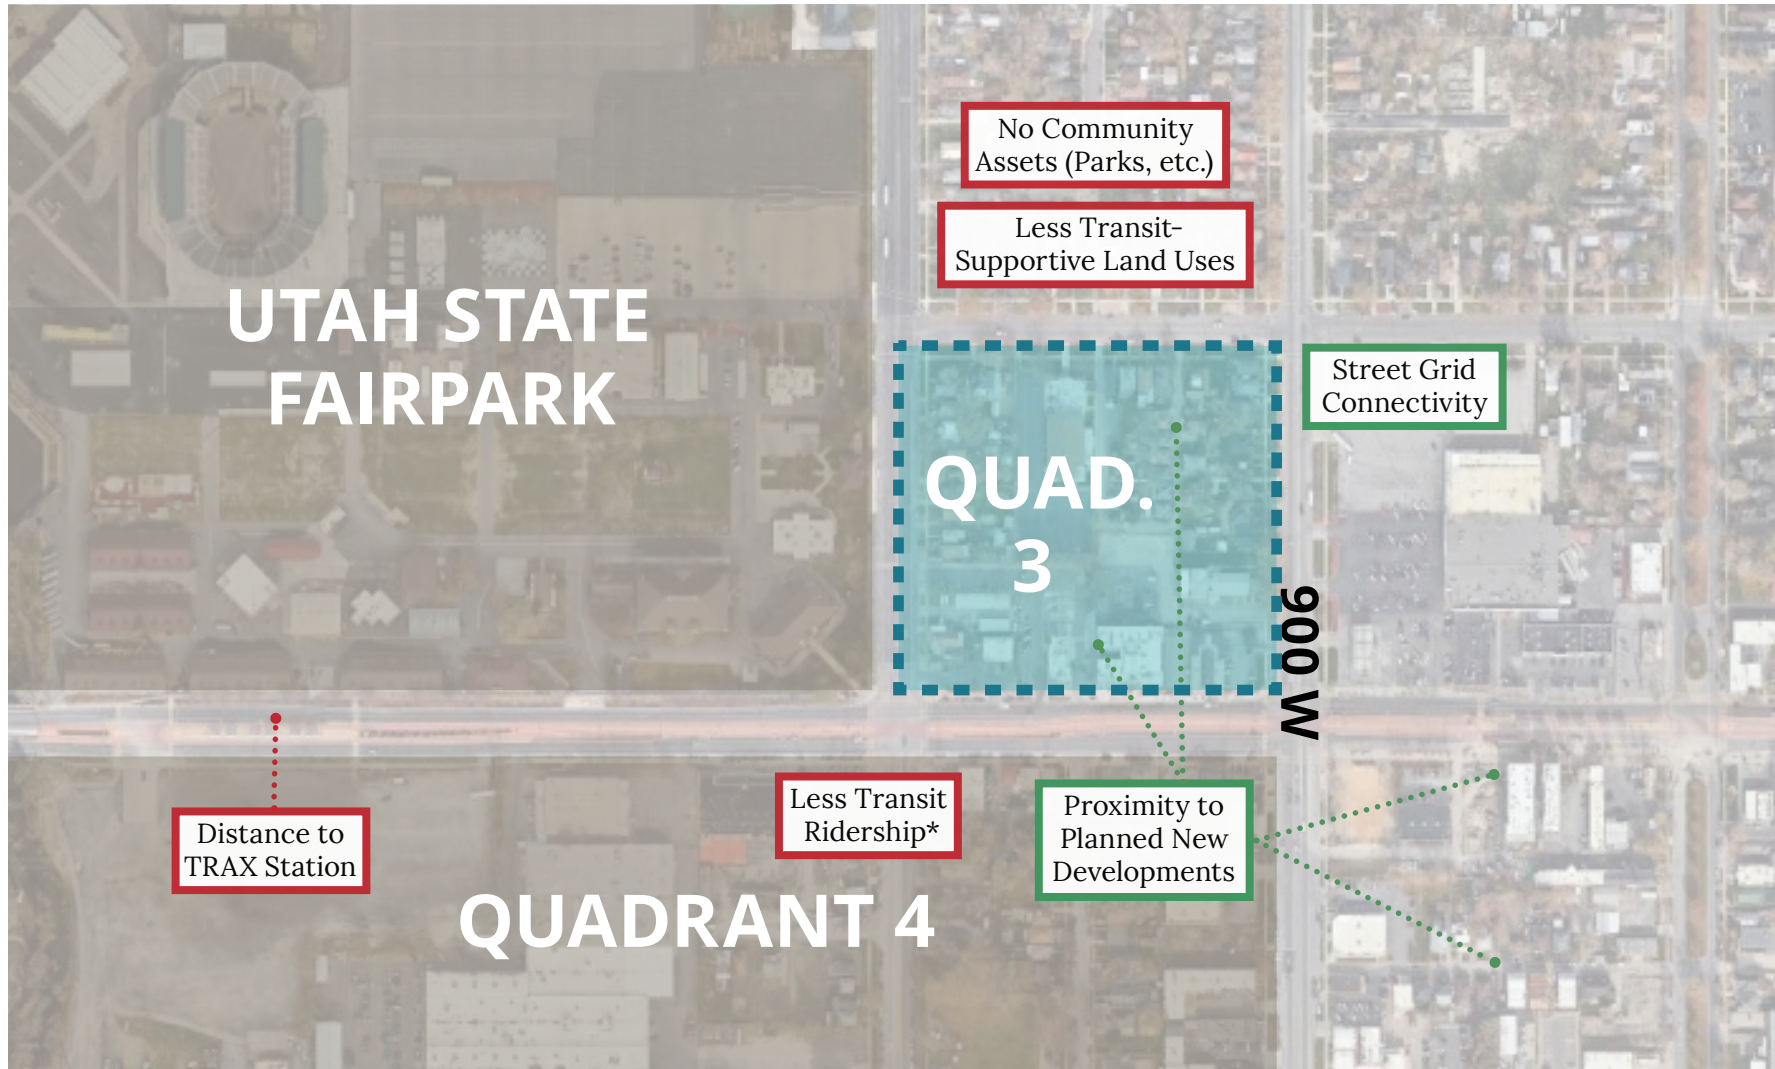 No Community
Assets (Parks, etc.)
Less Transit-
Supportive Land Uses
UTAH STATE
FAIRPARK
Street Grid
Connectivity
QUAD.
3
900 W
Less Transit
Ridership*
Proximity to
Planned New
Developments
Distance to
TRAX Station
QUADRANT 4